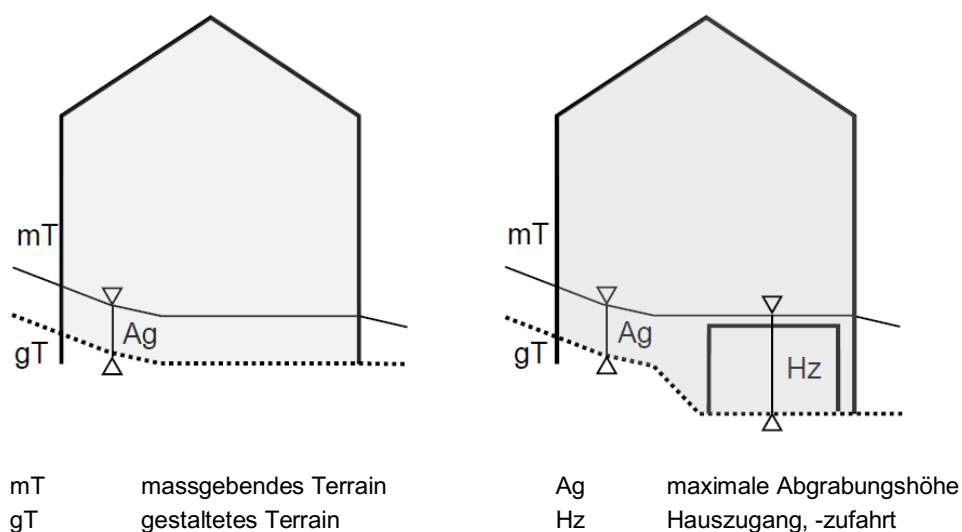 mT
Ag
gT
mT
Ag
gT
Hz
mT massgebendes Terrain
gT gestaltetes Terrain
Ag maximale Abgrabungshöhe
Hz Hauszugang, -zufahrt